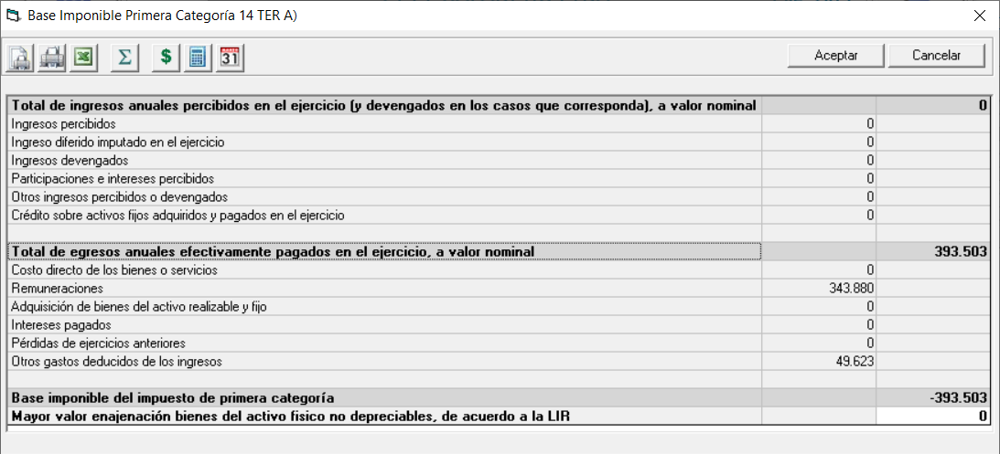 Base Imponible Primera Categoría 14 TER A)
31
Aceptar
Cancelar
Total de ingresos anuales percibidos en el ejercicio (y devengados en los casos que corresponda), a valor nominal 0
Ingresos percibidos 0
Ingreso diferido imputado en el ejercicio 0
Ingresos devengados 0
Participaciones e intereses percibidos 0
Otros ingresos percibidos o devengados 0
Crédito sobre activos fijos adquiridos y pagados en el ejercicio 0
Total de egresos anuales efectivamente pagados en el ejercicio, a valor nominal 393.503
Costo directo de los bienes o servicios 0
Remuneraciones 343.880
Adquisición de bienes del activo realizable y fijo 0
Intereses pagados 0
Pérdidas de ejercicios anteriores 0
Otros gastos deducidos de los ingresos 49.623
Base imponible del impuesto de primera categoría -393.503
Mayor valor enajenación bienes del activo fisico no depreciables, de acuerdo a la LIR 0